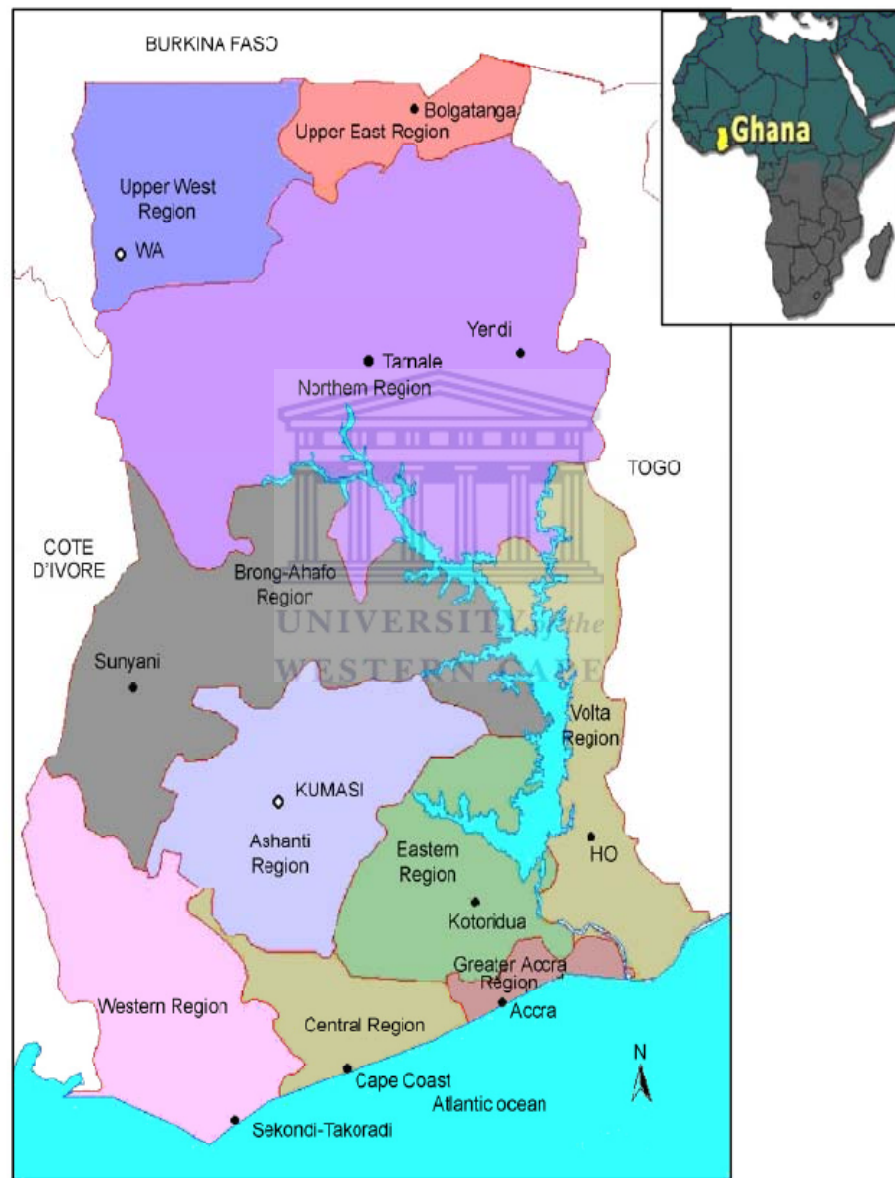 BURKINA FASO
Bolgatanga
Upper East Region
Ghana
Upper West
Region
WA
Yendi
Tamale
Northern Region
TOGO
COTE
D'IVORE
Brong-Ahafo
Region
UNIVERSITY of the
WESTERN CAPE
Sunyani
Volta
Region
KUMASI
Ashanti
Region
Eastern
Region
HO
Kotoridua
Greater Accra
Region
Western Region
Central Region
Accra
N
Cape Coast
Atlantic ocean
Sekondi-Takoradi